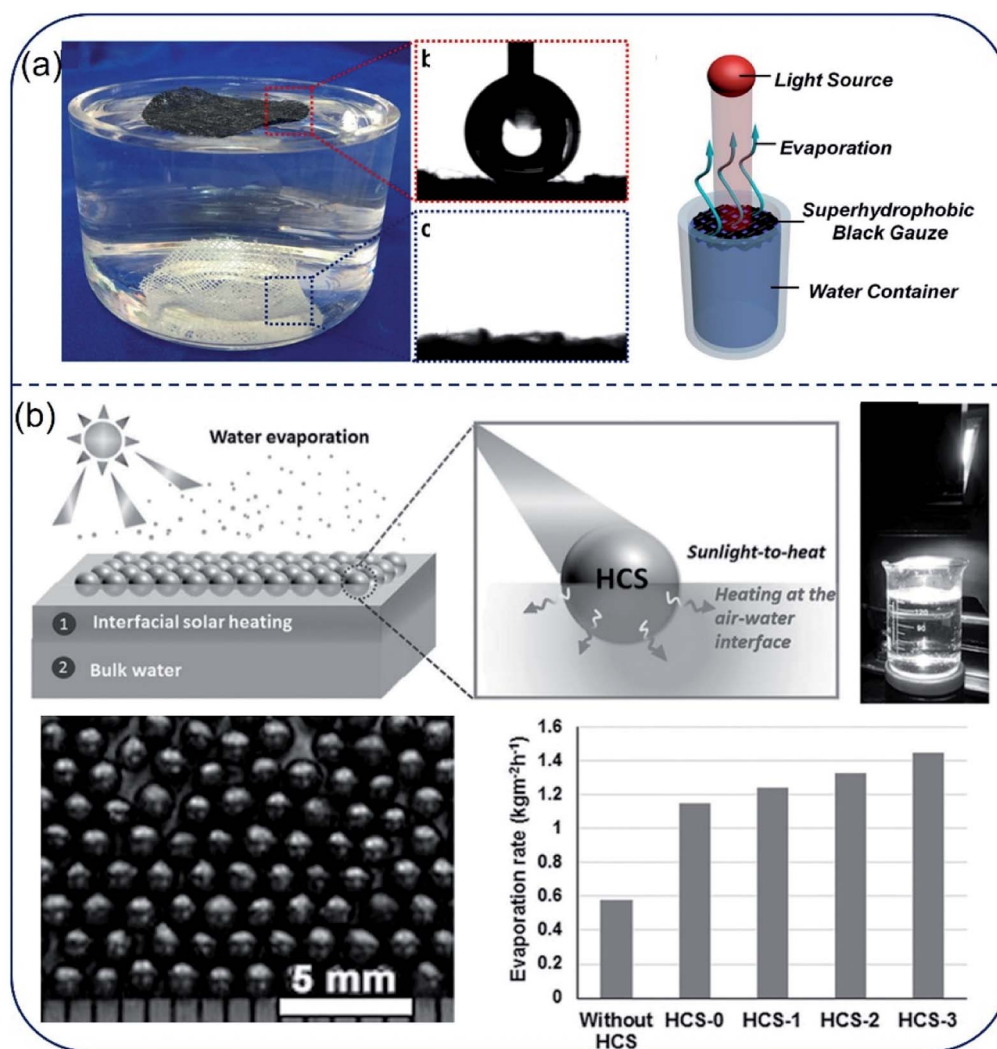 (a)
b
c
Light Source
Evaporation
Superhydrophobic
Black Gauze
Water Container
(b)
Water evaporation
1 Interfacial solar heating
2 Bulk water
HCS
Sunlight-to-heat
Heating at the
air-water
interface
5 mm
Evaporation rate (kgm-2h-1)
1.6
1.4
1.2
1
0.8
0.6
0.4
0.2
0
Without
HCS
HCS-0
HCS-1
HCS-2
HCS-3